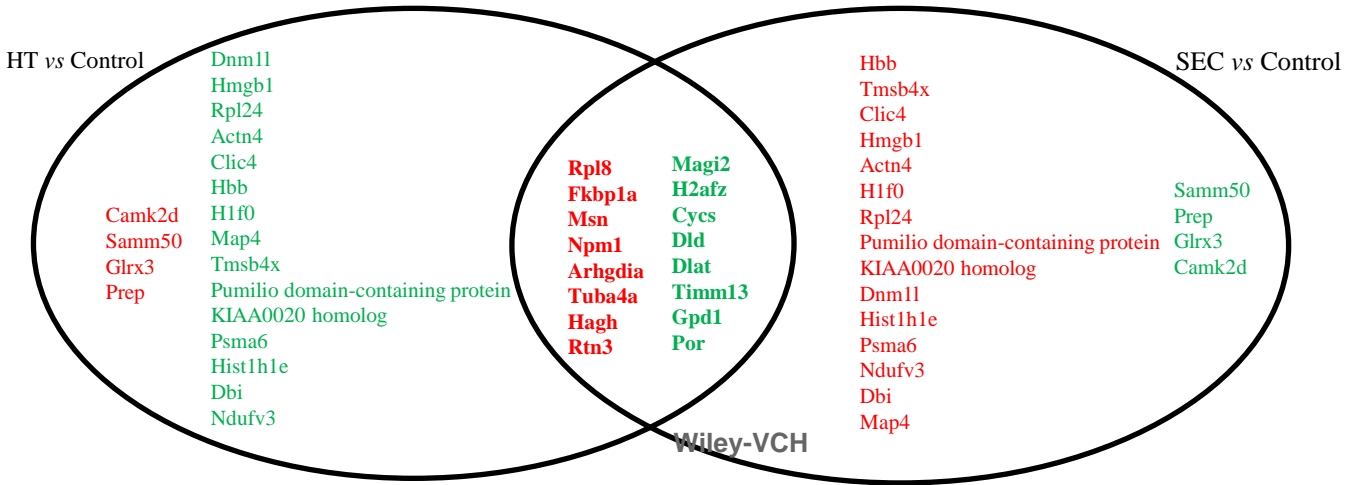 HT vs Control
Camk2d
Samm50
Glrx3
Prep
Dnm1l
Hmgb1
Rpl24
Actn4
Clic4
Hbb
H1f0
Map4
Tmsb4x
Pumilio domain-containing protein
KIAA0020 homolog
Psma6
Hist1h1e
Dbi
Ndufv3
Rpl8
Fkbp1a
Msn
Npm1
Arhgdia
Tuba4a
Hagh
Rtn3
Magi2
H2afz
Cycs
Dld
Dlat
Timm13
Gpd1
Por
SEC vs Control
Hbb
Tmsb4x
Clic4
Hmgb1
Actn4
H1f0
Rpl24
Pumilio domain-containing protein
KIAA0020 homolog
Dnm1l
Hist1h1e
Psma6
Ndufv3
Dbi
Map4
Samm50
Prep
Glrx3
Camk2d
Wiley-VCH